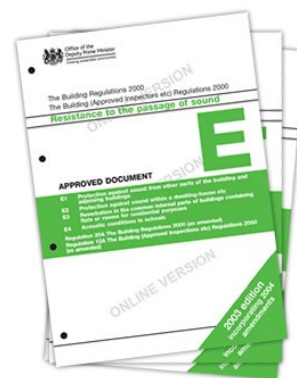 Office of the
Deputy Prime Minister
Creating sustainable communities
The Building Regulations 2000
The Building (Approved Inspectors etc) Regulations 2000
Resistance to the passage of sound
ONLINE VERSION
E
APPROVED DOCUMENT
E1 Protection against sound from other parts of the building and
adjoining buildings
E2 Protection against sound within a dwelling-house etc
E3 Reverberation in the common internal parts of buildings containing
flats or rooms for residential purposes
E4 Acoustic conditions in schools
Regulation 20A The Building Regulations 2000 (as amended)
Regulation 12A The Building (Approved Inspectors etc) Regulations 2000
(as amended)
ONLINE VERSION
2003 edition
incorporating 2004
amendments